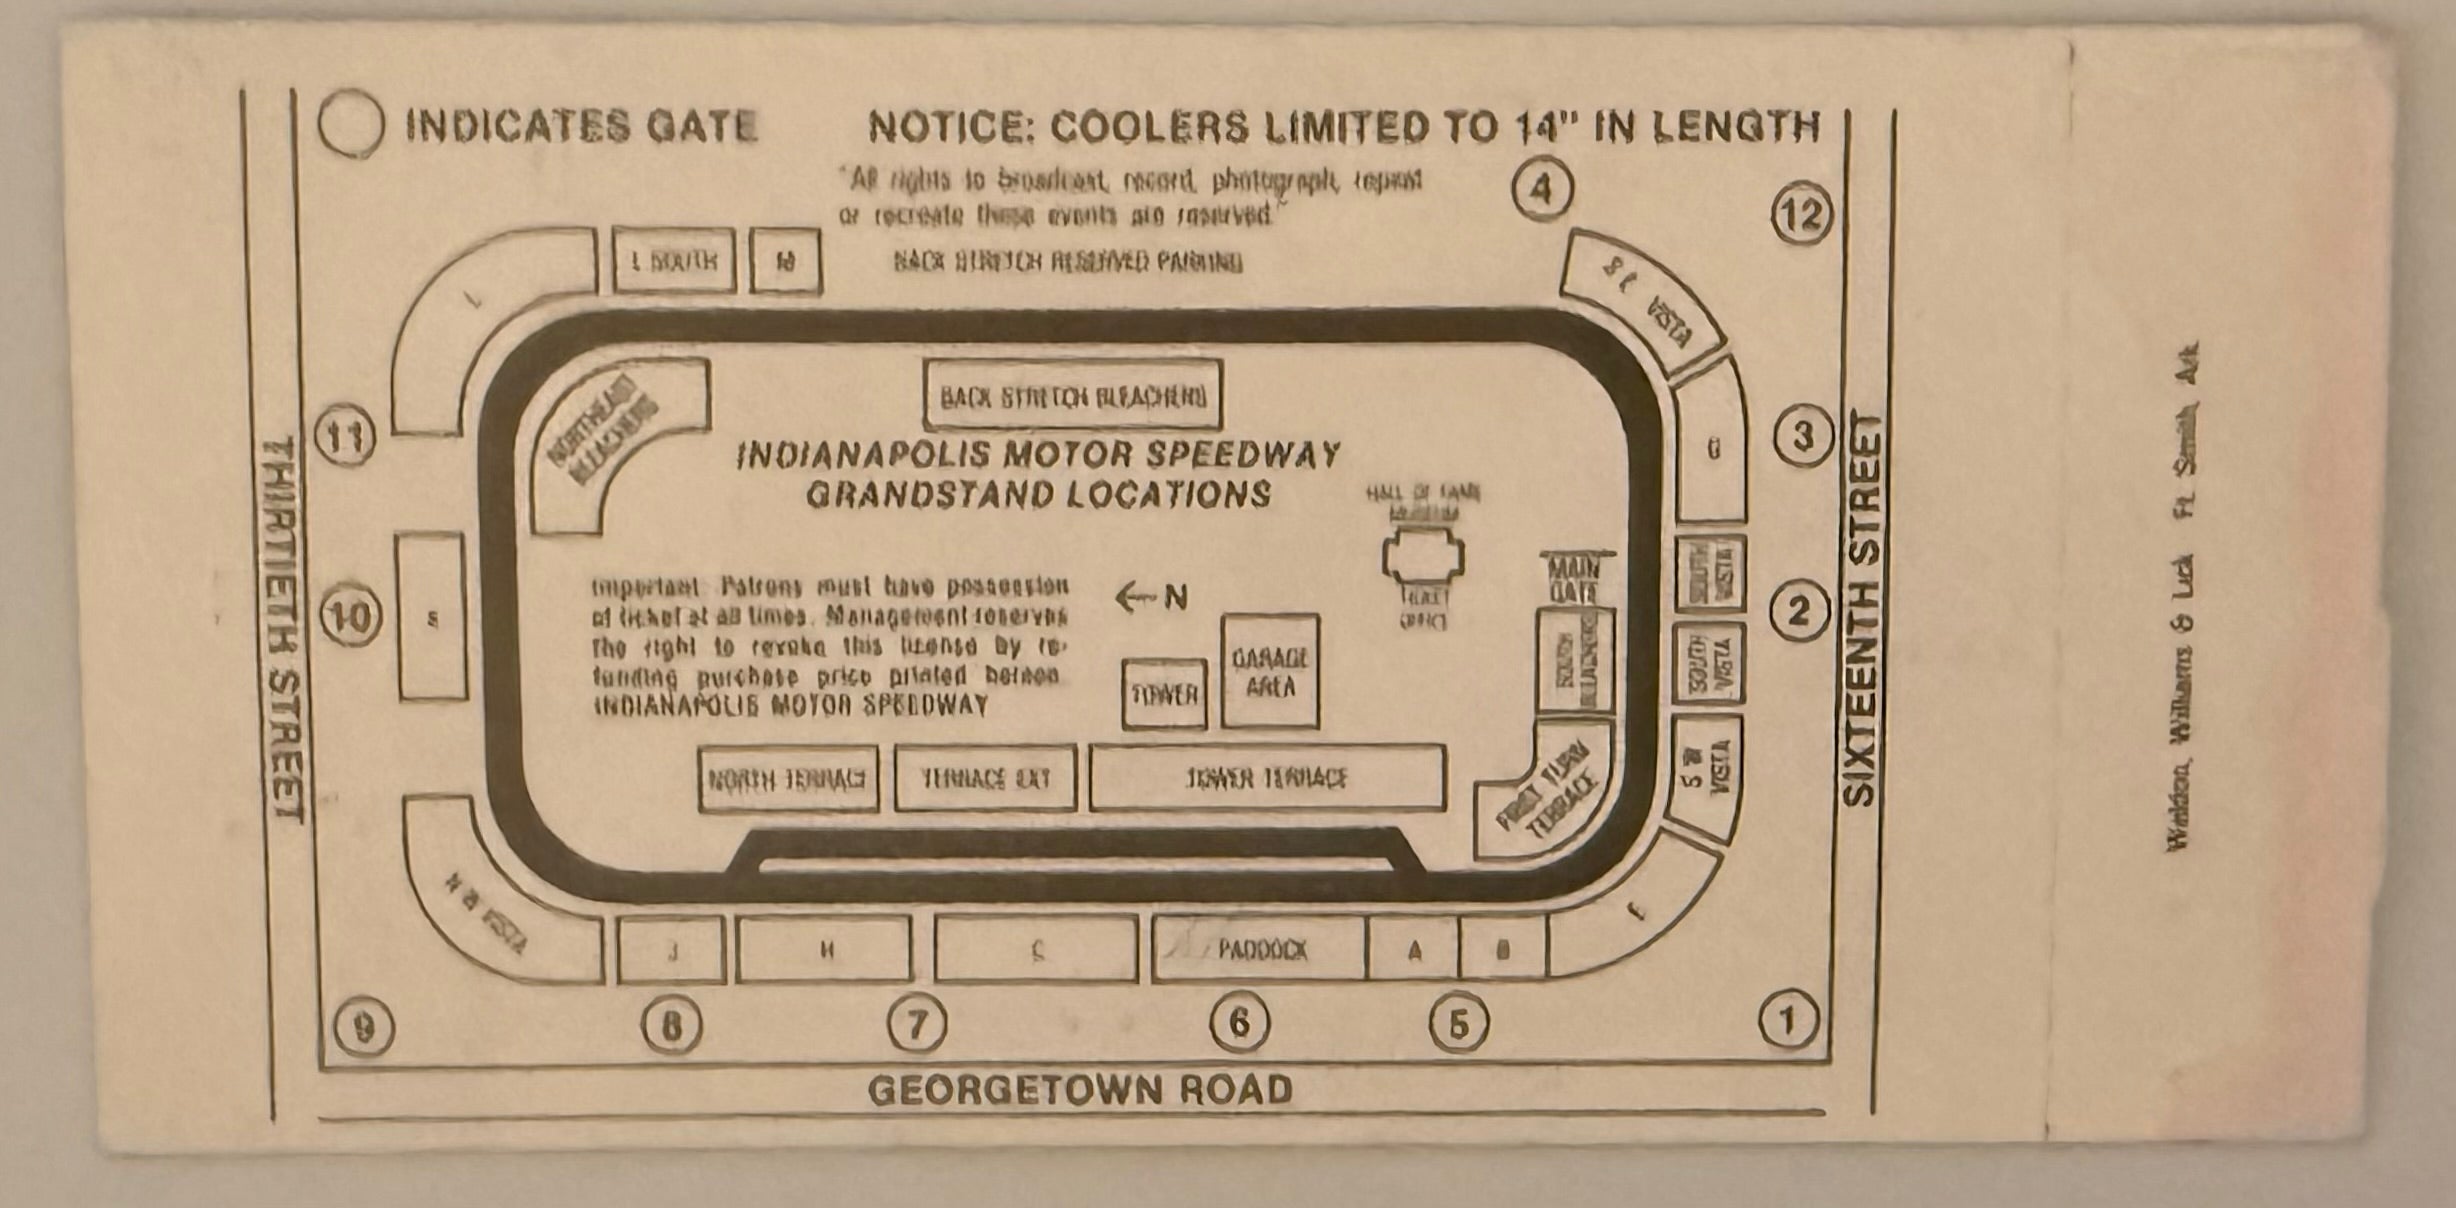 INDICATES GATE
NOTICE: COOLERS LIMITED TO 14" IN LENGTH
"All rights to broadcast, record, photograph, repeat
or recreate these events are reserved."
4
12
SOUTH
BACK STRETCH RESERVED PARKING
VISTA
THIRTIETH STREET
11
NORTHEAST
BLEACHERS
BACK STRETCH BLEACHERS
INDIANAPOLIS MOTOR SPEEDWAY
GRANDSTAND LOCATIONS
HALL OF FAME
MUSEUM
3
SIXTEENTH STREET
10
Important: Patrons must have possession
of ticket at all times. Management reserves
the right to revoke this license by re-
funding purchase price printed hereon
INDIANAPOLIS MOTOR SPEEDWAY
←N
MAIN
GATE
SOUTH
VISTA
2
SOUTH
BLEACHERS
SOUTH
VISTA
TOWER
GARAGE
AREA
S W
VISTA
NORTH TERRACE
TERRACE EXT
TOWER TERRACE
FIRST TURN
TERRACE
N W VISTA
J
H
C
PADDOCK
A
B
E
9
8
7
6
5
1
GEORGETOWN ROAD
Weldon, Williams & Lick Ft. Smith, Ark.